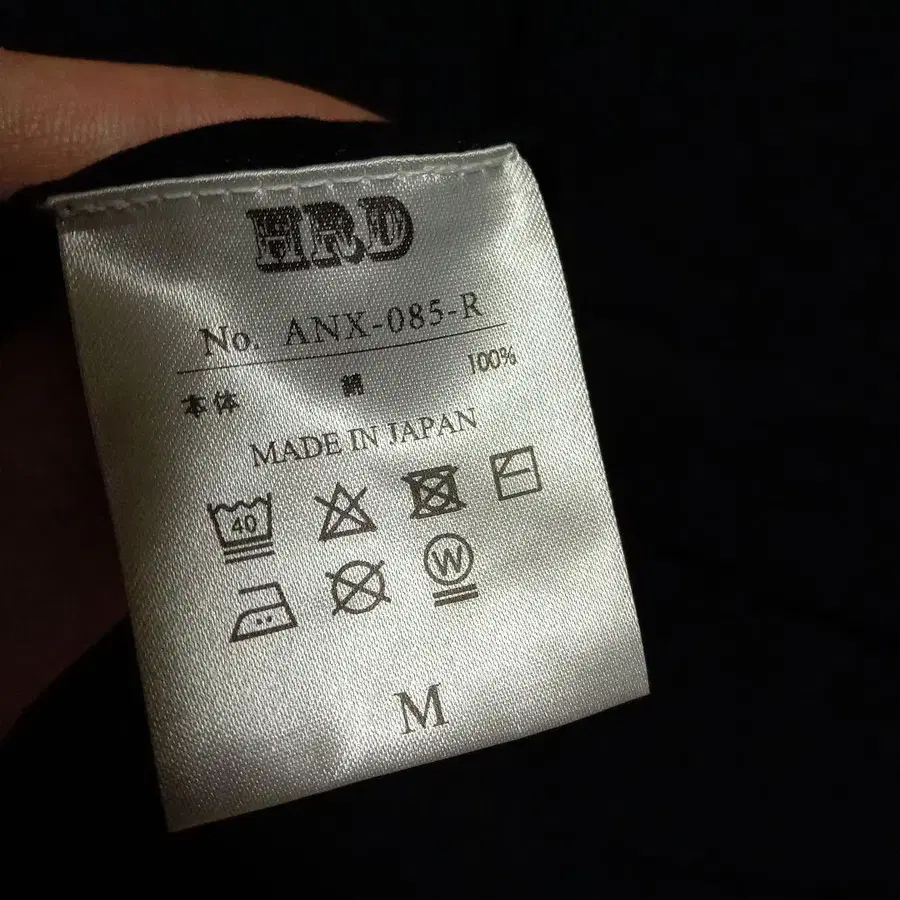 HRD
No. ANX-085-R
本体 綿 100%
MADE IN JAPAN
40
W
M